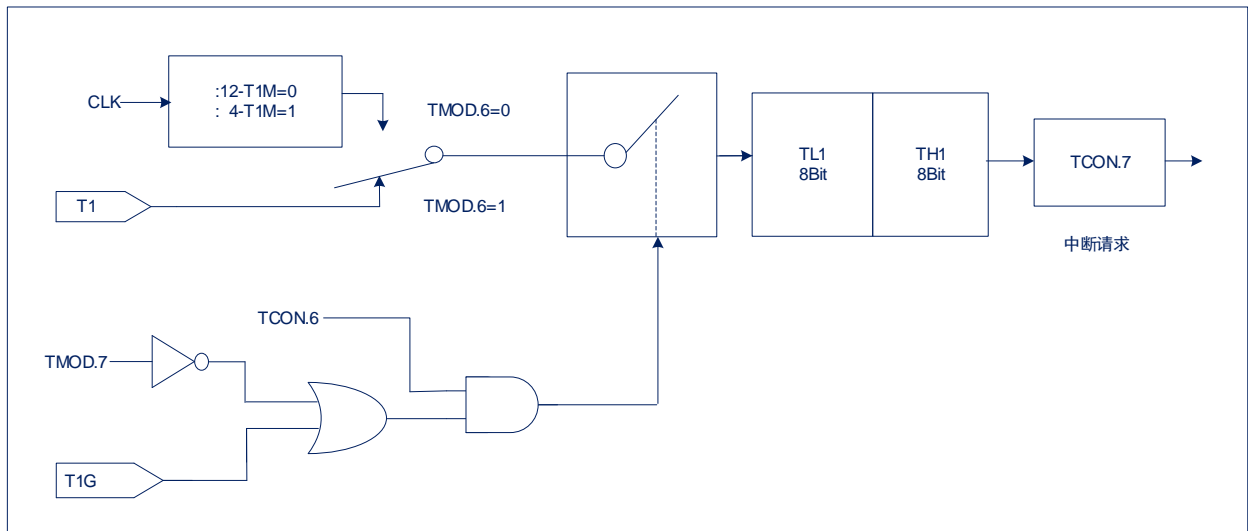 :12-T1M=0
: 4-T1M=1
CLK
TMOD.6=0
T1
TMOD.6=1
TL1
8Bit
TH1
8Bit
TCON.7
中断请求
TCON.6
TMOD.7
T1G